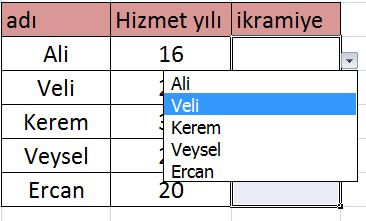 adı Hizmet yılı ikramiye
Ali 16
Veli
Kerem
Veysel
Ercan 20
Ali
Veli
Kerem
Veysel
Ercan